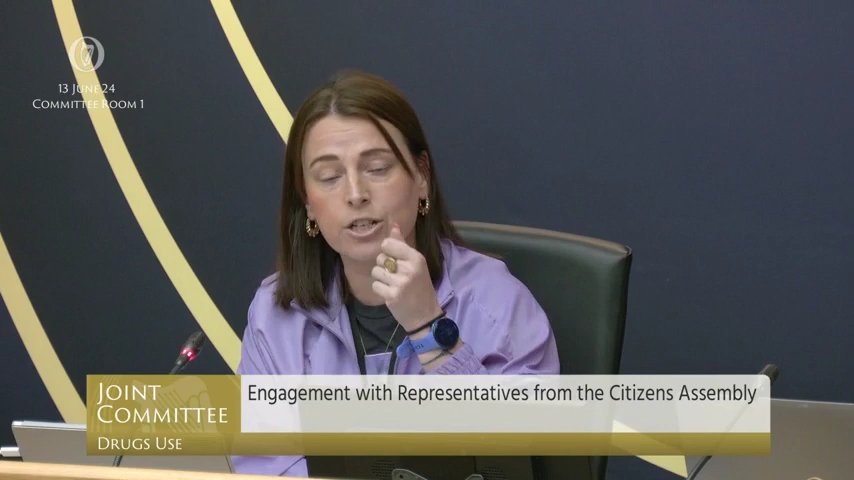 13 June 24
Committee Room 1
Joint
Committee
Drugs Use
Engagement with Representatives from the Citizens Assembly